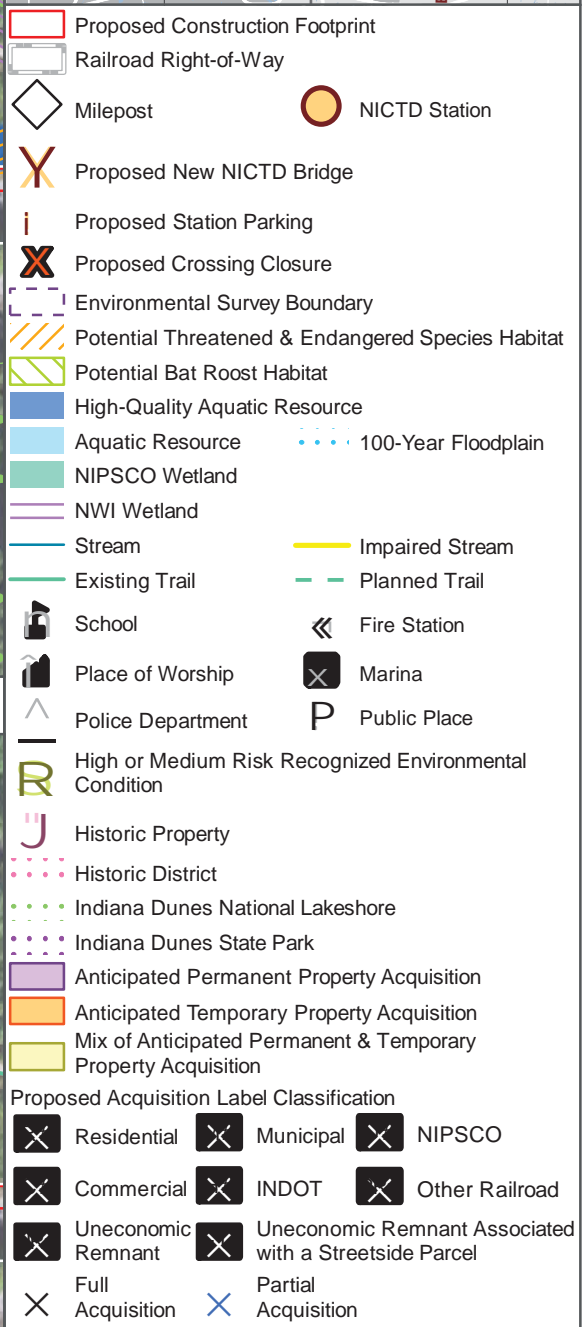 Proposed Construction Footprint
Railroad Right-of-Way
Milepost NICTD Station
Proposed New NICTD Bridge
Proposed Station Parking
Proposed Crossing Closure
Environmental Survey Boundary
Potential Threatened & Endangered Species Habitat
Potential Bat Roost Habitat
High-Quality Aquatic Resource
Aquatic Resource 100-Year Floodplain
NIPSCO Wetland
NWI Wetland
Stream Impaired Stream
Existing Trail Planned Trail
School Fire Station
Place of Worship Marina
Police Department Public Place
High or Medium Risk Recognized Environmental
Condition
Historic Property
Historic District
Indiana Dunes National Lakeshore
Indiana Dunes State Park
Anticipated Permanent Property Acquisition
Anticipated Temporary Property Acquisition
Mix of Anticipated Permanent & Temporary
Property Acquisition
Proposed Acquisition Label Classification
Residential Municipal NIPSCO
Commercial INDOT Other Railroad
Uneconomic
Remnant
Uneconomic Remnant Associated
with a Streetside Parcel
Full
Acquisition
Partial
Acquisition